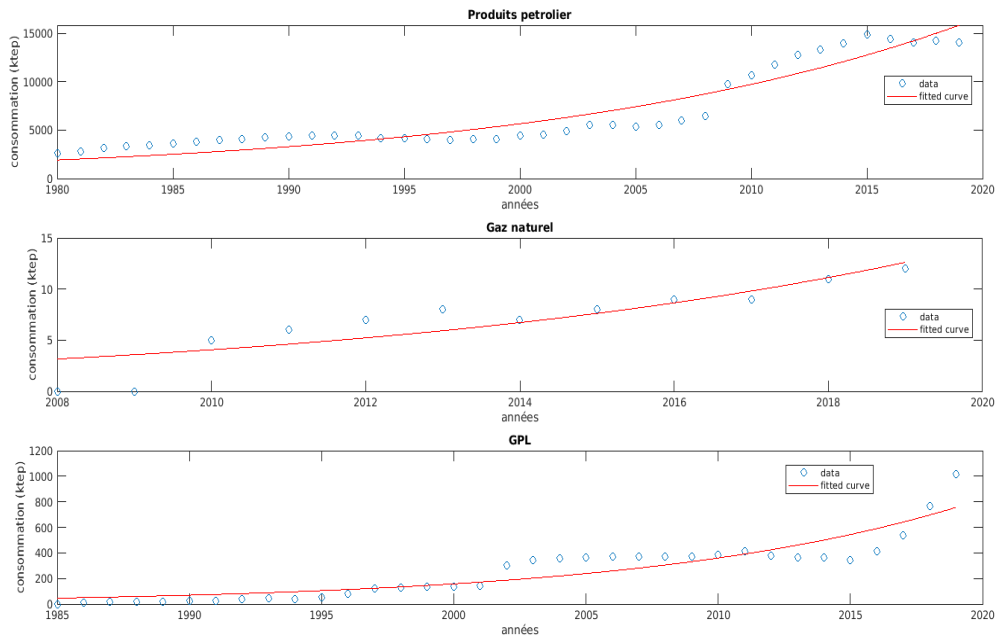 Produits petrolier
consommation (ktep)
15000
10000
5000
0
1980 1985 1990 1995 2000 2005 2010 2015 2020
années
data
fitted curve
Gaz naturel
consommation (ktep)
15
10
5
0
2008 2010 2012 2014 2016 2018 2020
années
data
fitted curve
GPL
consommation (ktep)
1200
1000
800
600
400
200
0
1985 1990 1995 2000 2005 2010 2015 2020
années
data
fitted curve